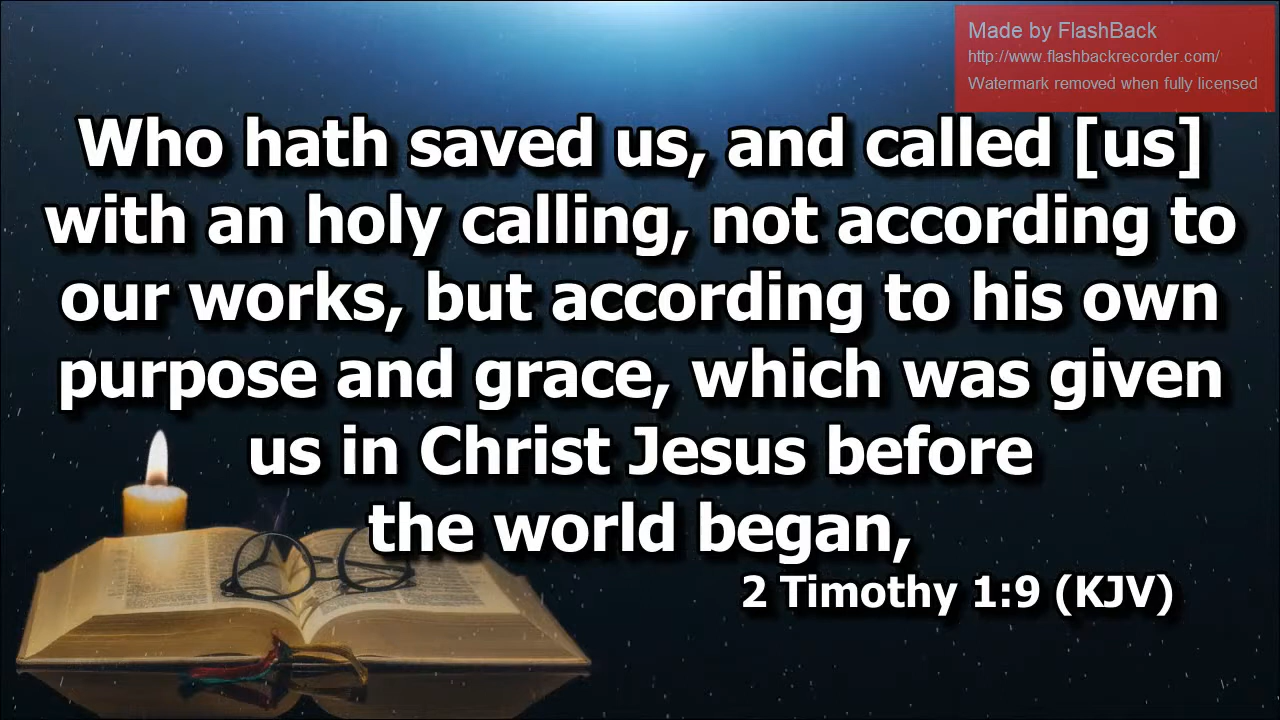 Made by FlashBack
http://www.flashbackrecorder.com/
Watermark removed when fully licensed
Who hath saved us, and called [us]
with an holy calling, not according to
our works, but according to his own
purpose and grace, which was given
us in Christ Jesus before
the world began,
2 Timothy 1:9 (KJV)